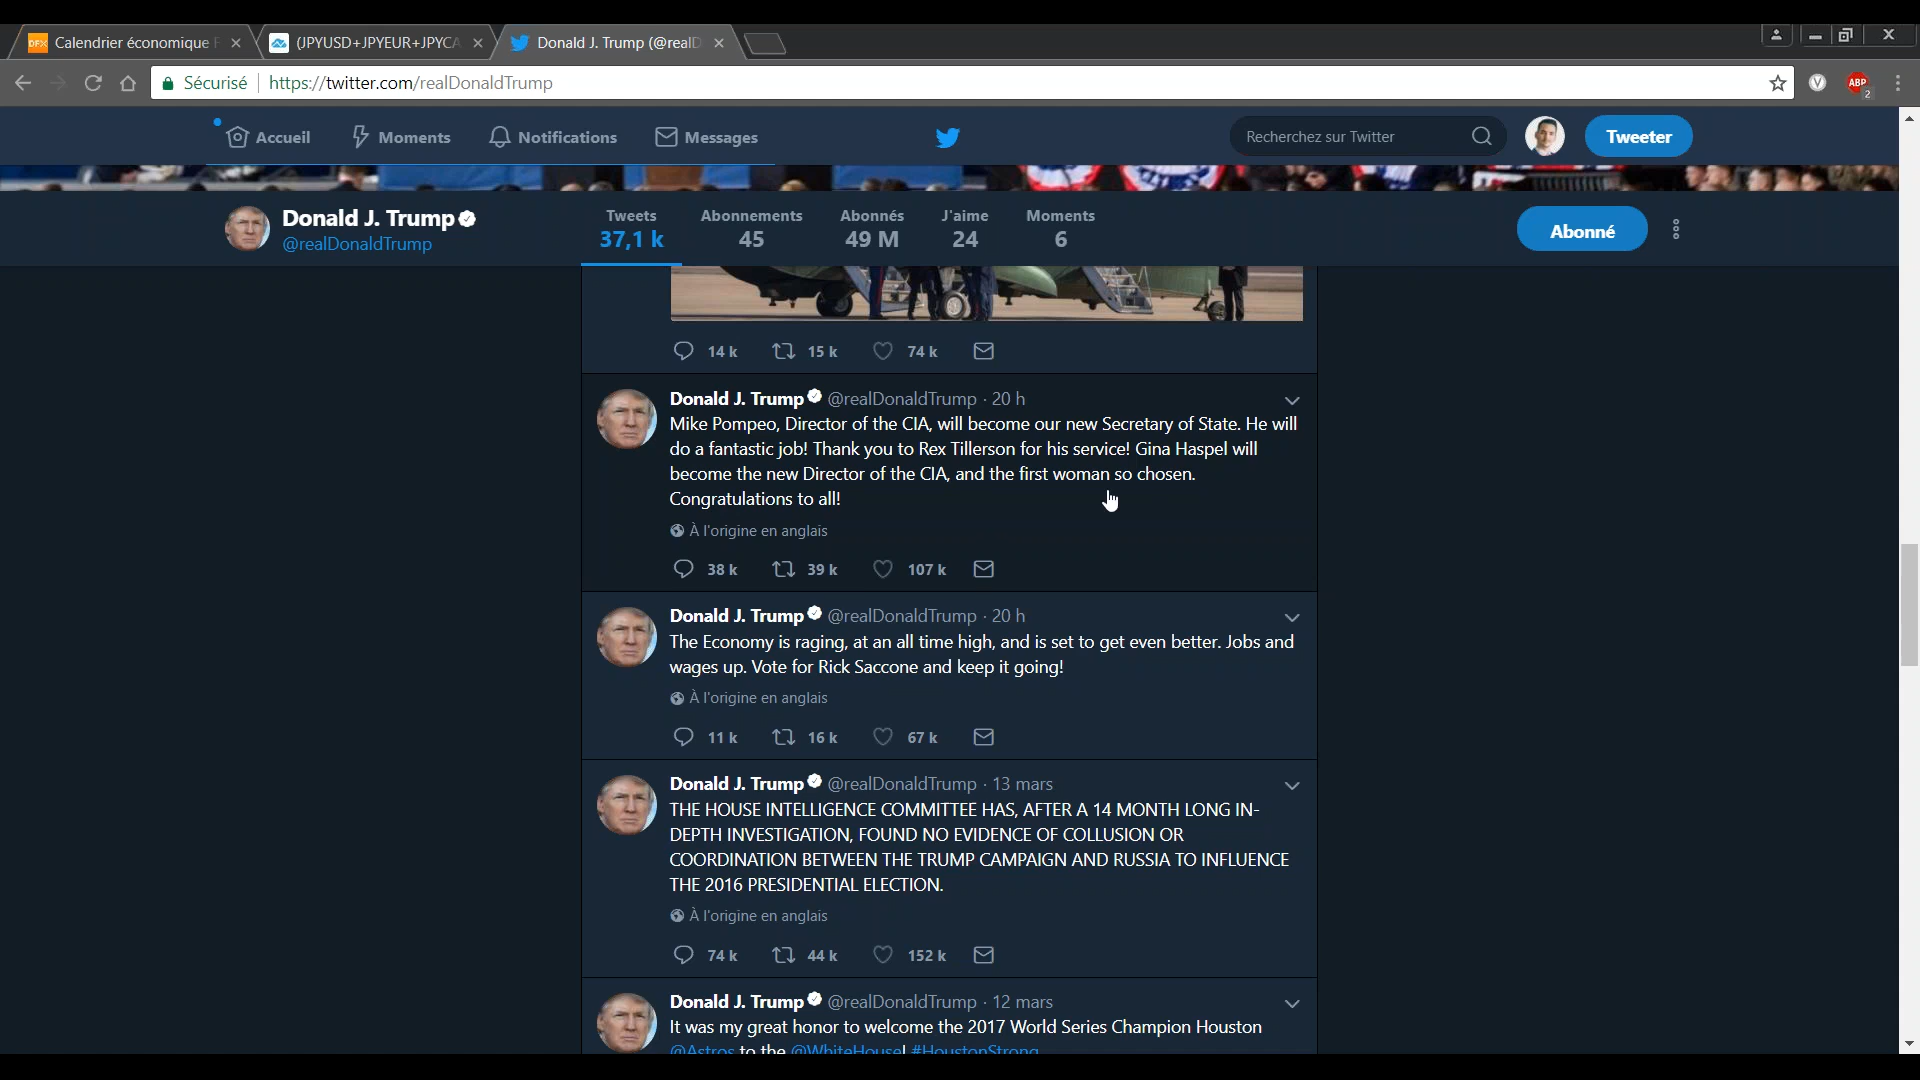 Calendrier économique F
(JPYUSD+JPYEUR+JPYCA
Donald J. Trump (@realD
Sécurisé
https://twitter.com/realDonaldTrump
ABP
2
Accueil
Moments
Notifications
Messages
Recherchez sur Twitter
Tweeter
Donald J. Trump
@realDonaldTrump
Tweets
37,1 k
Abonnements
45
Abonnés
49 M
J'aime
24
Moments
6
Abonné
14 k 15 k 74 k
Donald J. Trump @realDonaldTrump · 20 h
Mike Pompeo, Director of the CIA, will become our new Secretary of State. He will
do a fantastic job! Thank you to Rex Tillerson for his service! Gina Haspel will
become the new Director of the CIA, and the first woman so chosen.
Congratulations to all!
À l'origine en anglais
38 k 39 k 107 k
Donald J. Trump @realDonaldTrump · 20 h
The Economy is raging, at an all time high, and is set to get even better. Jobs and
wages up. Vote for Rick Saccone and keep it going!
À l'origine en anglais
11 k 16 k 67 k
Donald J. Trump @realDonaldTrump · 13 mars
THE HOUSE INTELLIGENCE COMMITTEE HAS, AFTER A 14 MONTH LONG IN-
DEPTH INVESTIGATION, FOUND NO EVIDENCE OF COLLUSION OR
COORDINATION BETWEEN THE TRUMP CAMPAIGN AND RUSSIA TO INFLUENCE
THE 2016 PRESIDENTIAL ELECTION.
À l'origine en anglais
74 k 44 k 152 k
Donald J. Trump @realDonaldTrump · 12 mars
It was my great honor to welcome the 2017 World Series Champion Houston
@Astros to the @WhiteHouse! #HoustonStrong